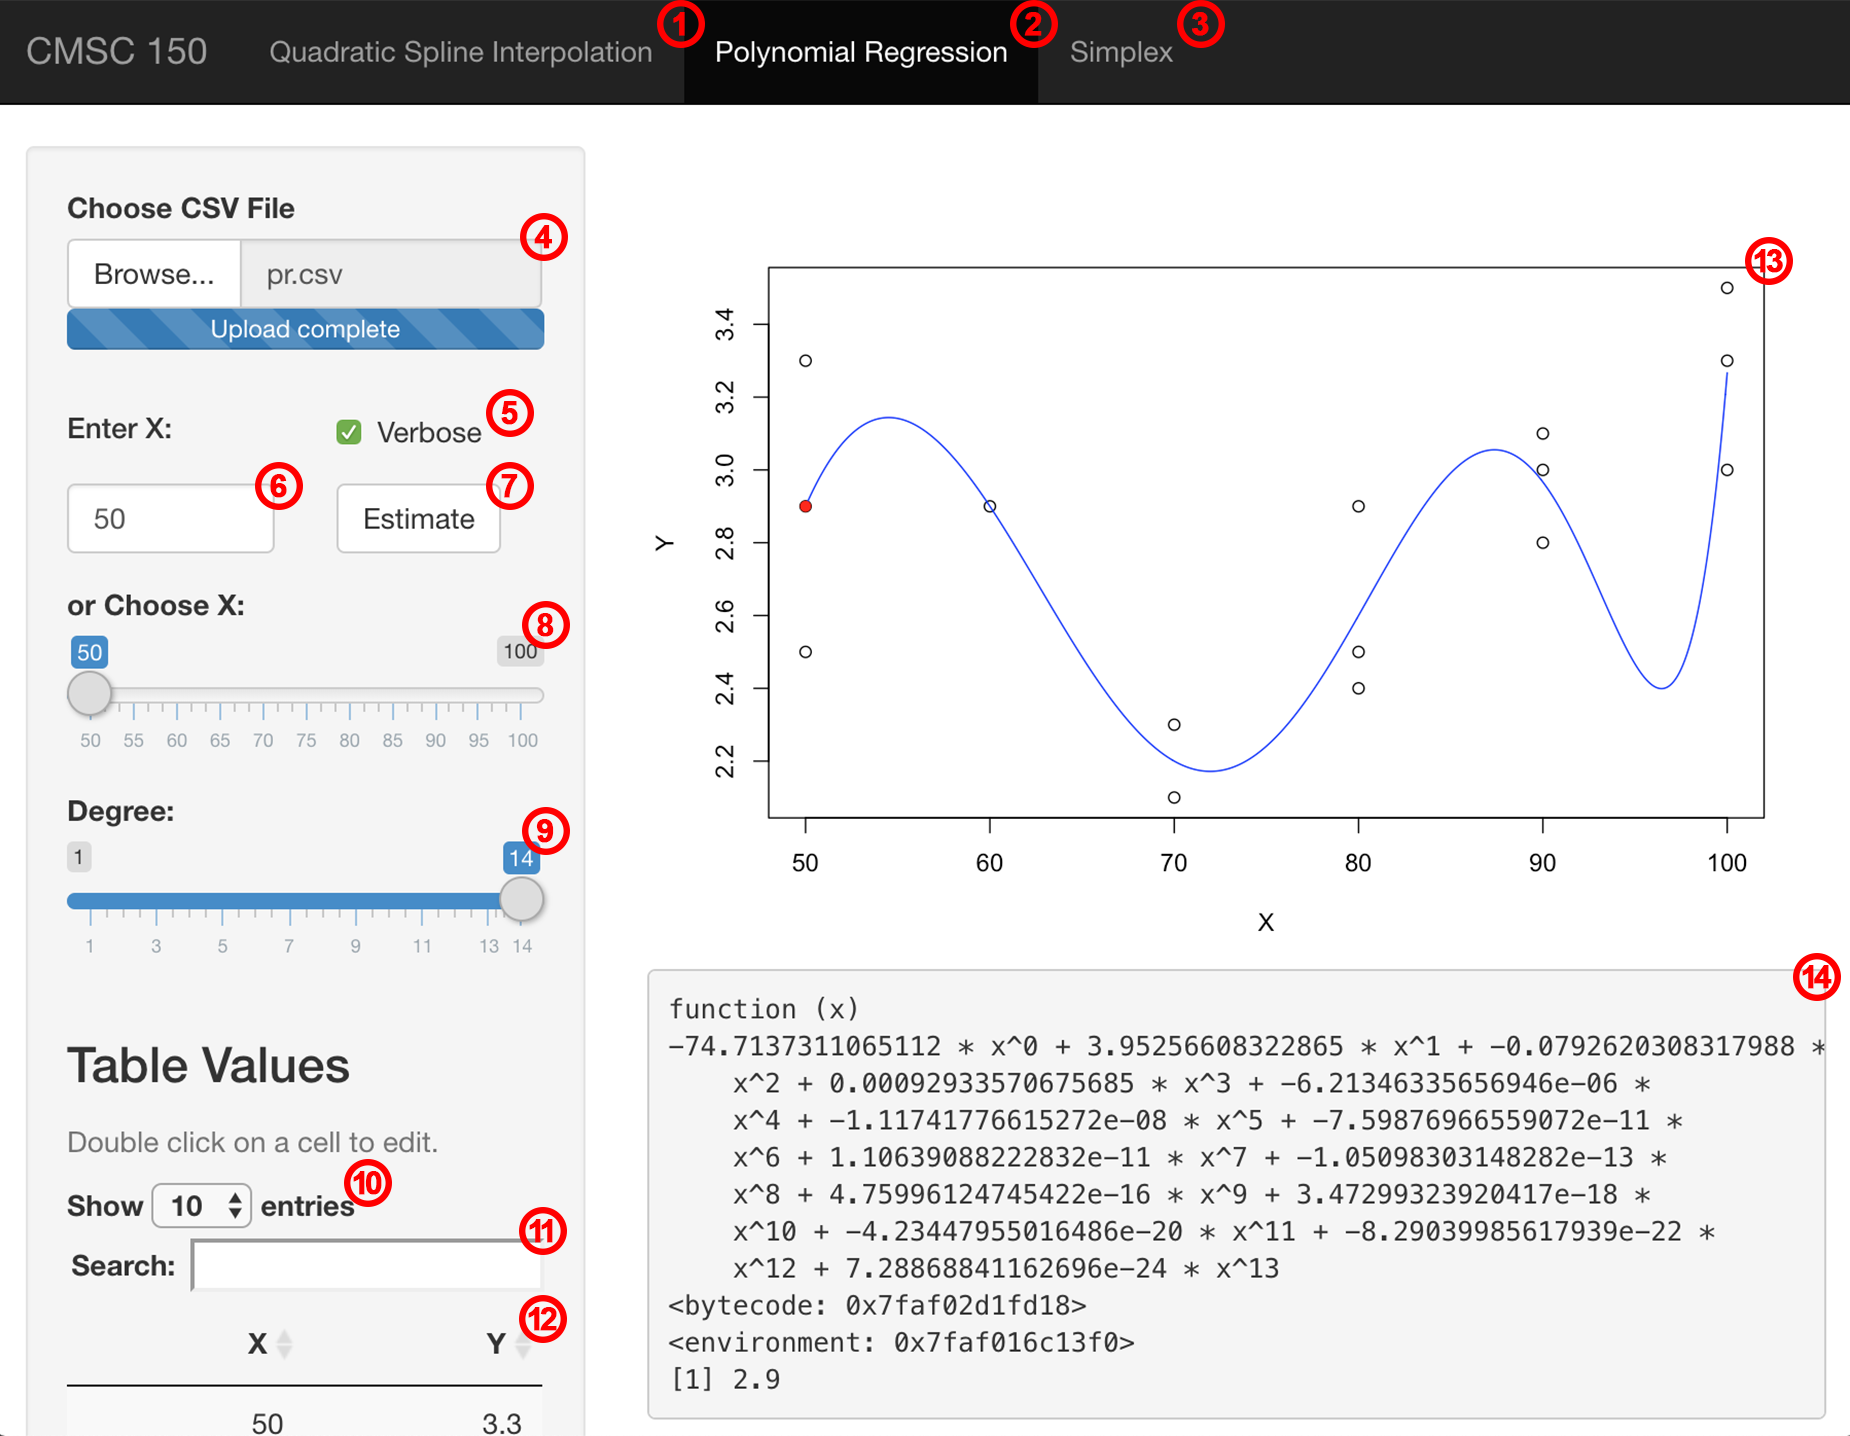 CMSC 150 Quadratic Spline Interpolation 1 Polynomial Regression 2 Simplex 3
Choose CSV File
4
Browse... pr.csv
Upload complete
Enter X: Verbose 5
6 7
50 Estimate
or Choose X: 8
50 100
50 55 60 65 70 75 80 85 90 95 100
Degree: 9
1 14
1 3 5 7 9 11 13 14
Table Values
Double click on a cell to edit.
Show 10 entries 10
11
Search:
12
X Y
50 3.3
13
3.4
3.2
3.0
2.8
2.6
2.4
2.2
Y
50 60 70 80 90 100
X
14
function (x)
-74.7137311065112 * x^0 + 3.95256608322865 * x^1 + -0.0792620308317988 *
x^2 + 0.00092933570675685 * x^3 + -6.21346335656946e-06 *
x^4 + -1.11741776615272e-08 * x^5 + -7.59876966559072e-11 *
x^6 + 1.10639088222832e-11 * x^7 + -1.05098303148282e-13 *
x^8 + 4.75996124745422e-16 * x^9 + 3.47299323920417e-18 *
x^10 + -4.23447955016486e-20 * x^11 + -8.29039985617939e-22 *
x^12 + 7.28868841162696e-24 * x^13
<bytecode: 0x7faf02d1fd18>
<environment: 0x7faf016c13f0>
[1] 2.9